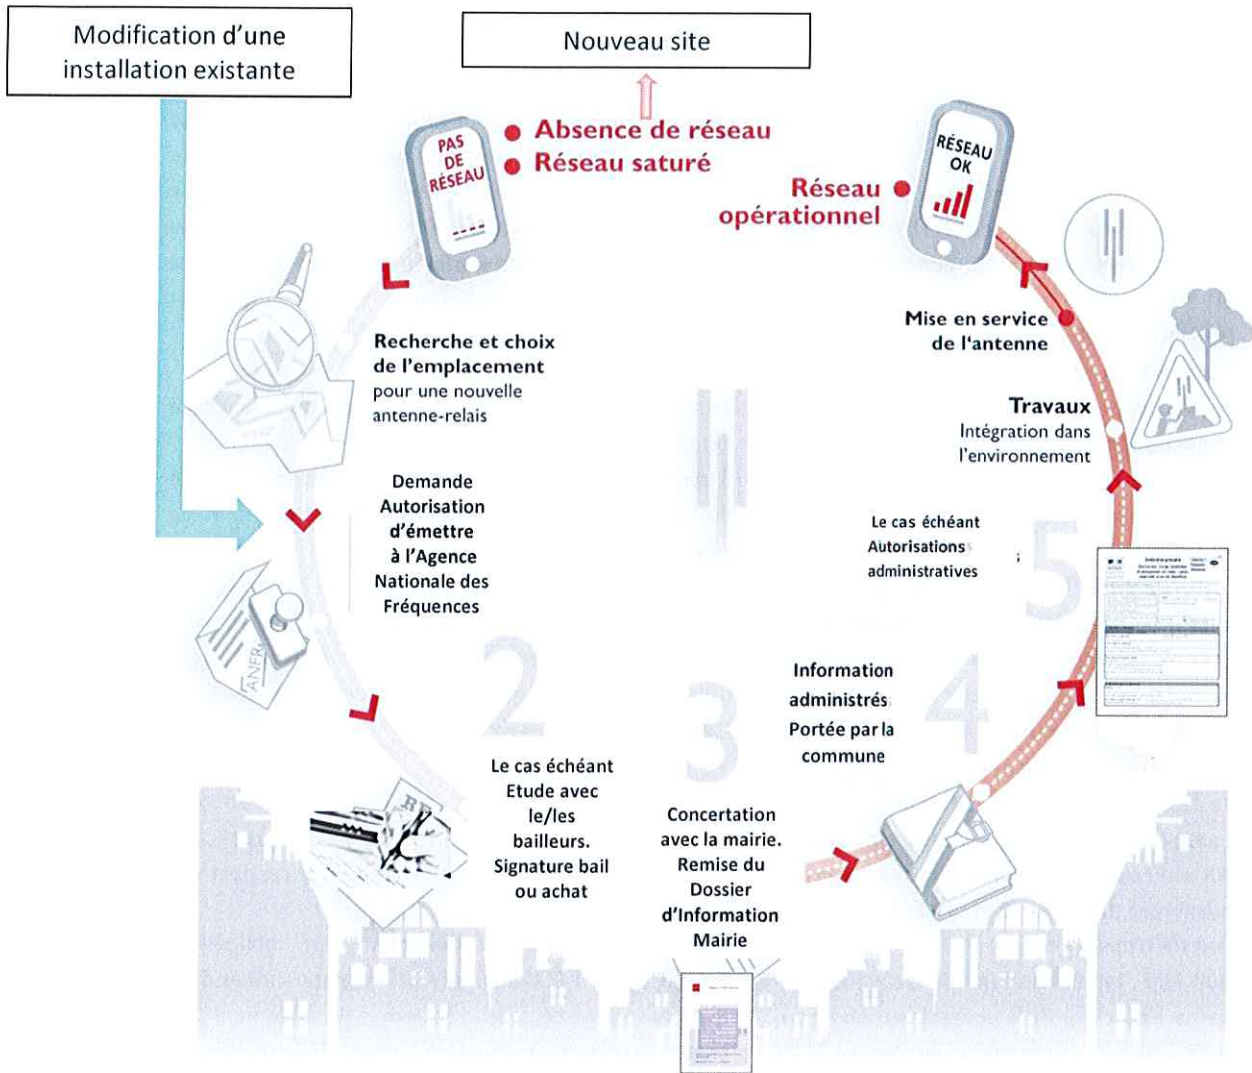 Modification d'une
installation existante
Nouveau site
PAS
DE
RÉSEAU
Absence de réseau
Réseau saturé
RÉSEAU
OK
Réseau
opérationnel
Recherche et choix
de l'emplacement
pour une nouvelle
antenne-relais
Demande
Autorisation
d'émettre
à l'Agence
Nationale des
Fréquences
ANFR
2
Le cas échéant
Etude avec
le/les
bailleurs.
Signature bail
ou achat
3
Concertation
avec la mairie.
Remise du
Dossier
d'Information
Mairie
4
Information
administrés
Portée par la
commune
5
Le cas échéant
Autorisations
administratives
Travaux
Intégration dans
l'environnement
Mise en service
de l'antenne